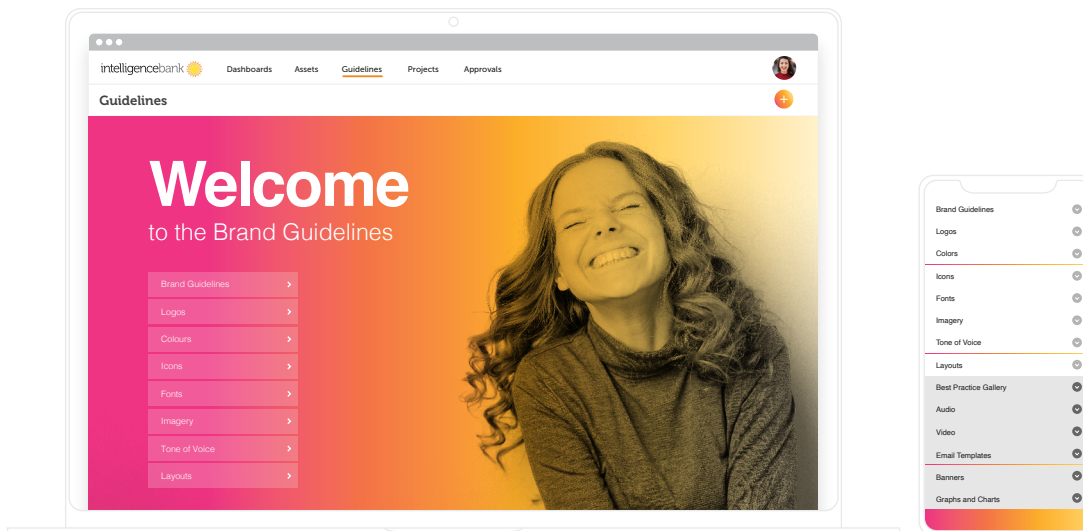 intelligencebank Dashboards Assets Guidelines Projects Approvals
Guidelines
Welcome
to the Brand Guidelines
Brand Guidelines
Logos
Colours
Icons
Fonts
Imagery
Tone of Voice
Layouts
Brand Guidelines
Logos
Colors
Icons
Fonts
Imagery
Tone of Voice
Layouts
Best Practice Gallery
Audio
Video
Email Templates
Banners
Graphs and Charts